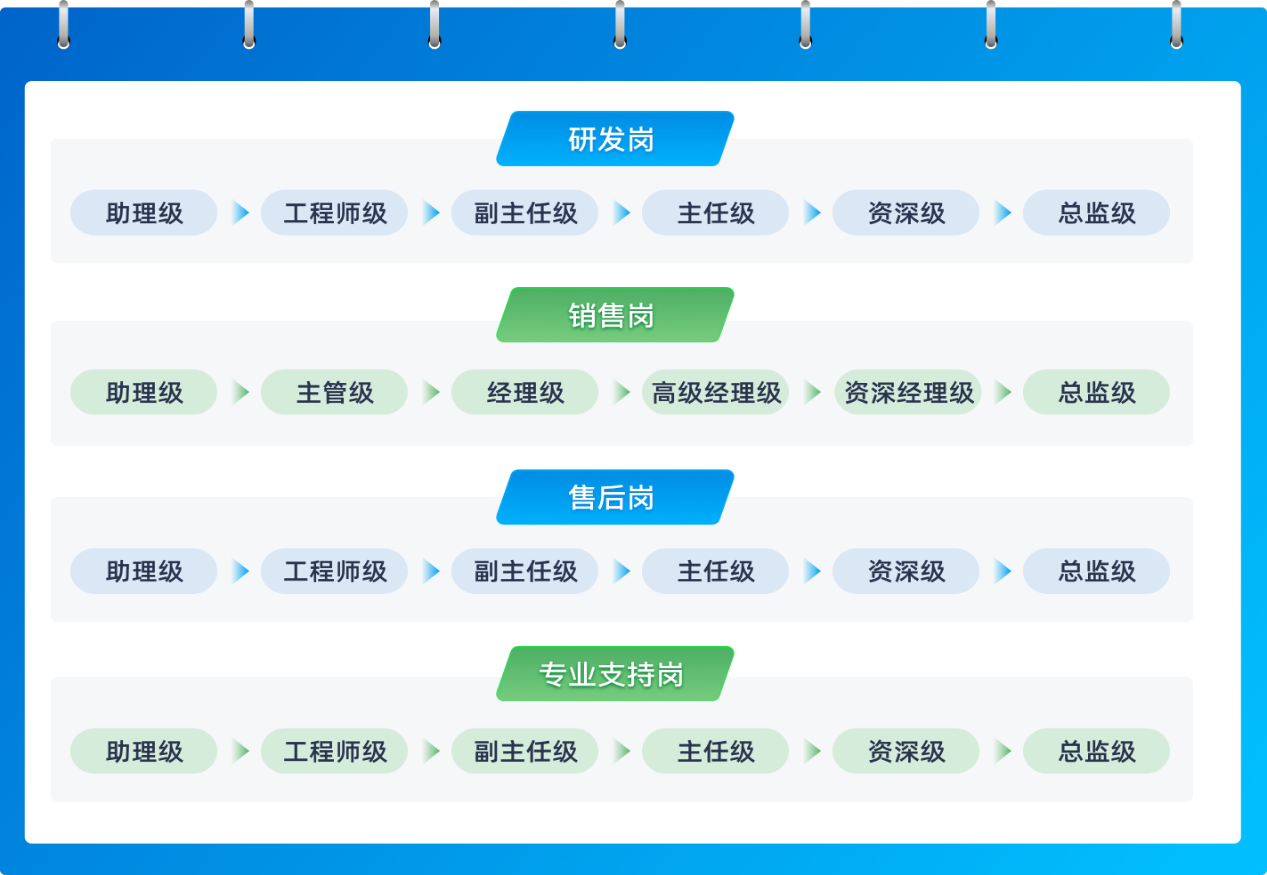 研发岗
助理级 工程师级 副主任级 主任级 资深级 总监级
销售岗
助理级 主管级 经理级 高级经理级 资深经理级 总监级
售后岗
助理级 工程师级 副主任级 主任级 资深级 总监级
专业支持岗
助理级 工程师级 副主任级 主任级 资深级 总监级